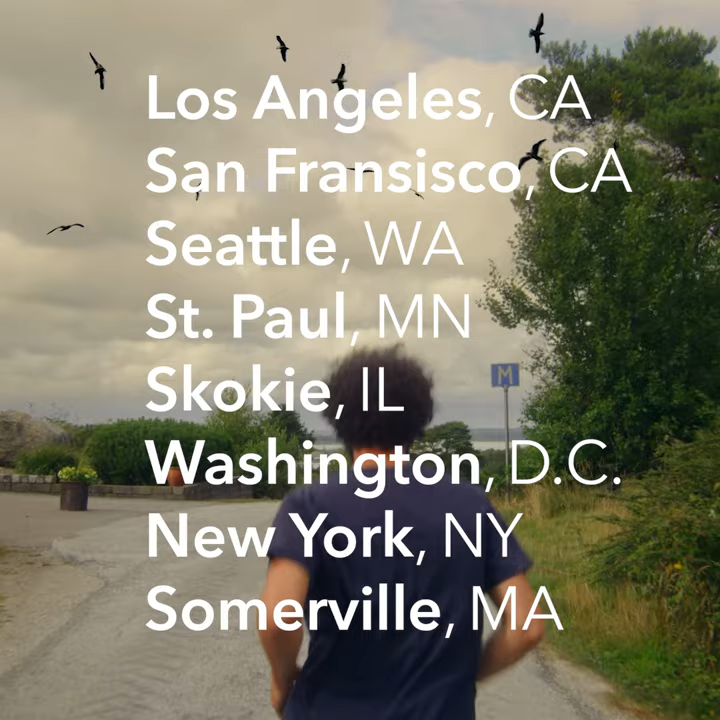 Los Angeles, CA
San Fransisco, CA
Seattle, WA
St. Paul, MN
Skokie, IL
M
Washington, D.C.
New York, NY
Somerville, MA